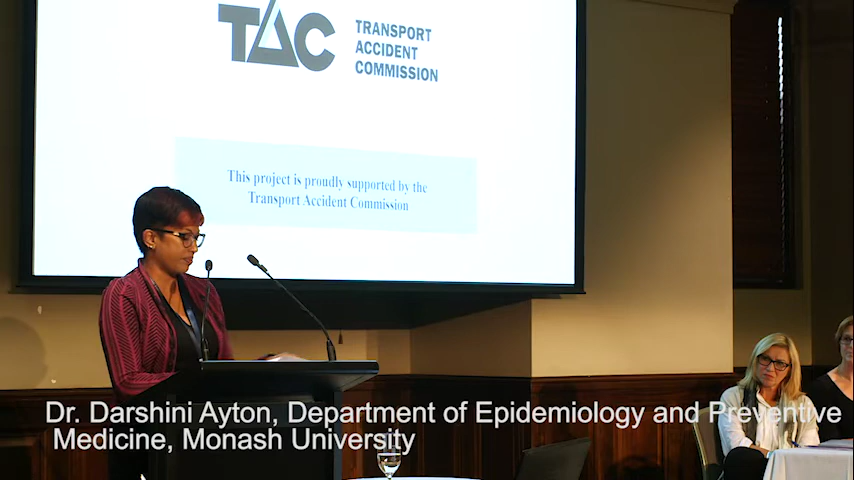 TAC
TRANSPORT
ACCIDENT
COMMISSION
This project is proudly supported by the
Transport Accident Commission
Dr. Darshini Ayton, Department of Epidemiology and Preventive
Medicine, Monash University